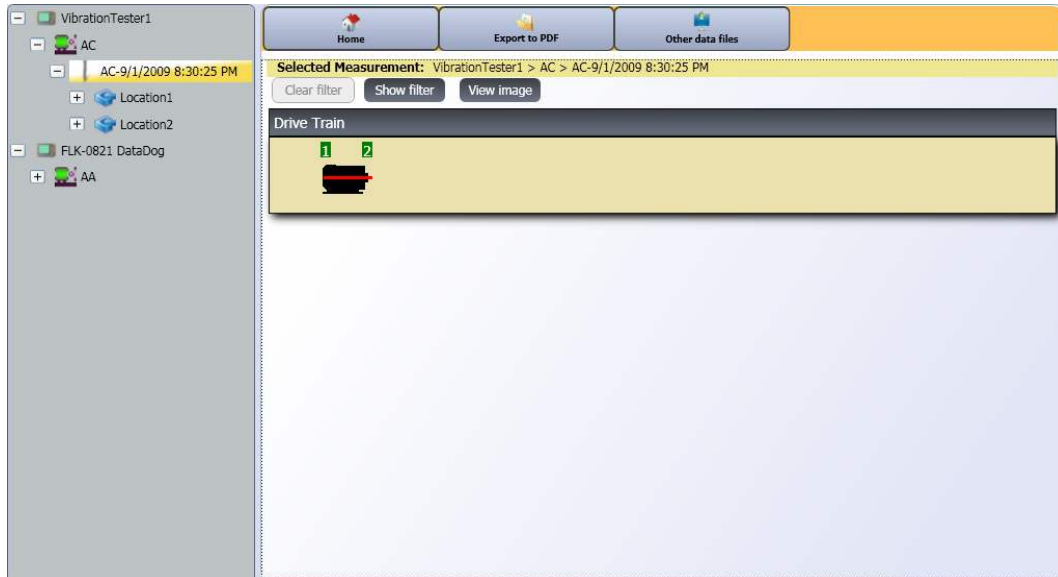 VibrationTester1
AC
AC-9/1/2009 8:30:25 PM
Location1
Location2
FLK-0821 DataDog
AA
Home
Export to PDF
Other data files
Selected Measurement: VibrationTester1 > AC > AC-9/1/2009 8:30:25 PM
Clear filter
Show filter
View image
Drive Train
1 2